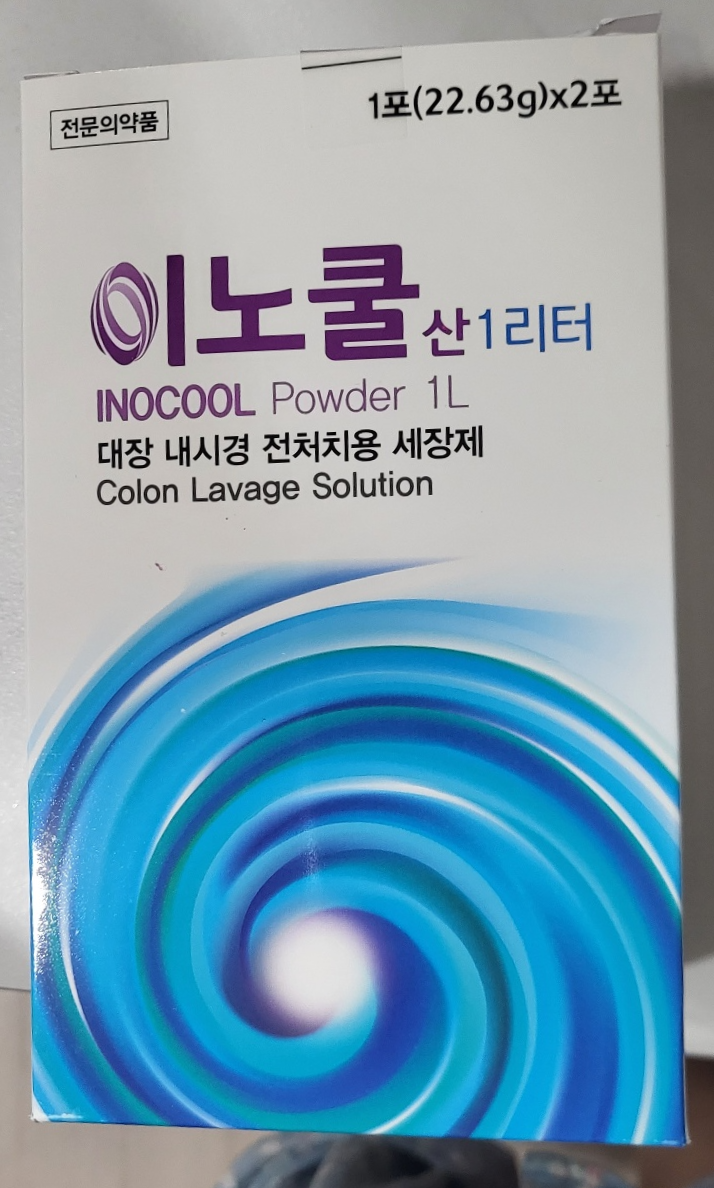 전문의약품
1포(22.63g)x2포
이노쿨 산1리터
INOCOOL Powder 1L
대장 내시경 전처치용 세장제
Colon Lavage Solution